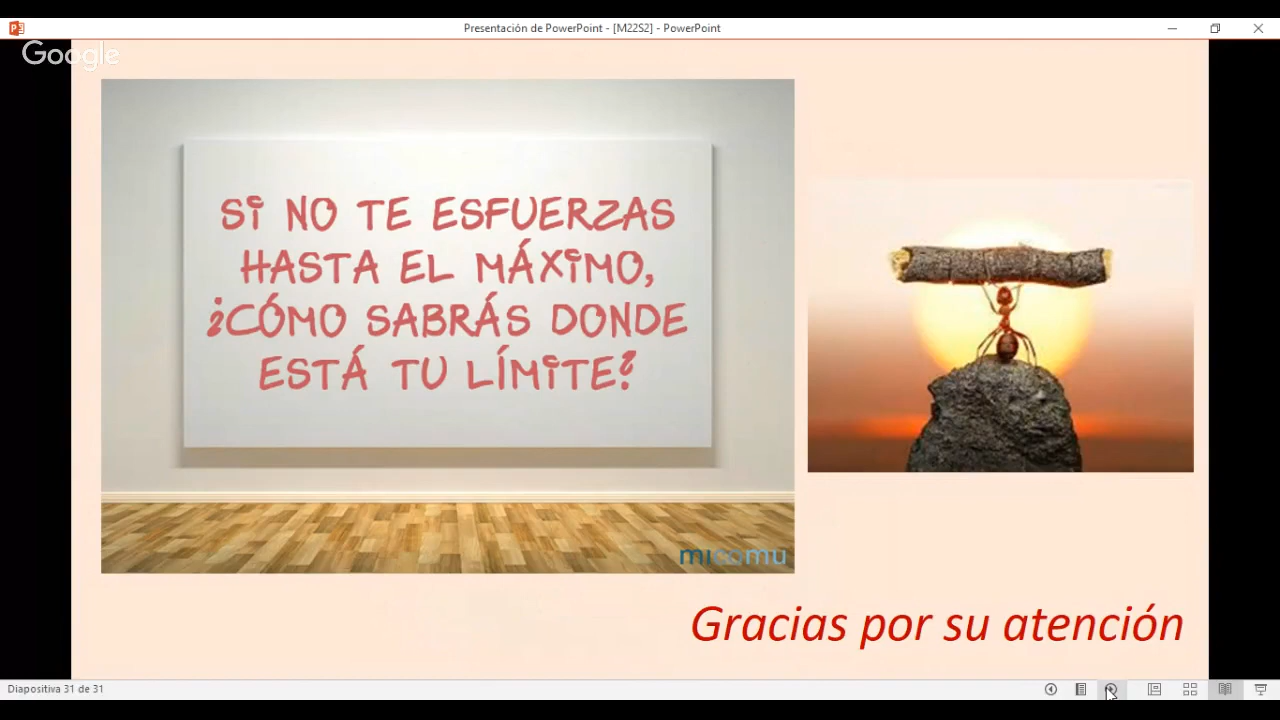 Presentación de PowerPoint - [M22S2] - PowerPoint
Google
Si NO TE ESFUERZAS
HASTA EL MÁXiMO,
¿CÓMO SABRÁS DONDE
ESTÁ TU LÍMiTE?
micamu
Gracias por su atención
Diapositiva 31 de 31